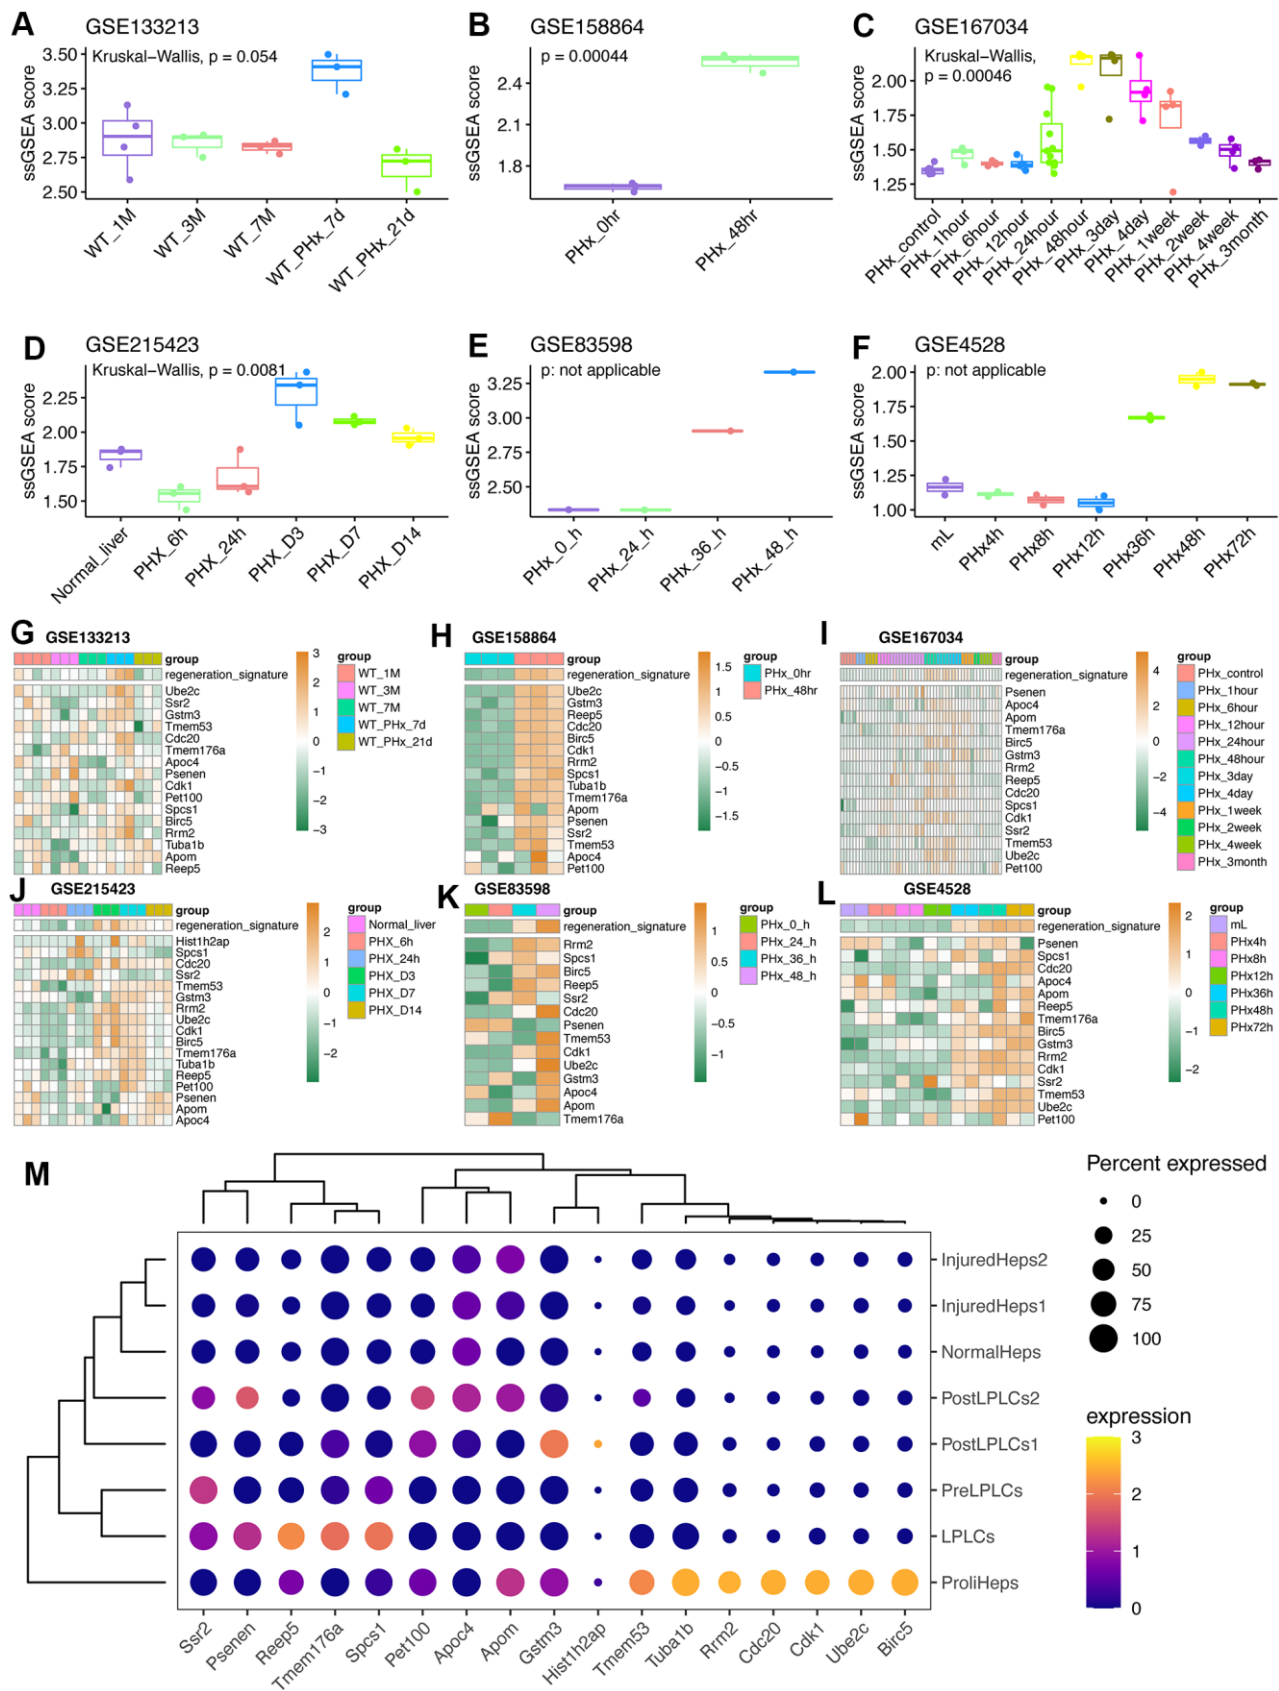 A
GSE133213
Kruskal−Wallis, p = 0.054
ssGSEA score
3.50
3.25
3.00
2.75
2.50
WT_1M
WT_3M
WT_7M
WT_PHx_7d
WT_PHx_21d
B
GSE158864
p = 0.00044
ssGSEA score
2.4
2.1
1.8
PHx_0hr
PHx_48hr
C
GSE167034
Kruskal−Wallis,
p = 0.00046
ssGSEA score
2.00
1.75
1.50
1.25
PHx_control
PHx_1hour
PHx_6hour
PHx_12hour
PHx_24hour
PHx_48hour
PHx_3day
PHx_4day
PHx_1week
PHx_2week
PHx_4week
PHx_3month
D
GSE215423
Kruskal−Wallis, p = 0.0081
ssGSEA score
2.25
2.00
1.75
1.50
Normal_liver
PHX_6h
PHX_24h
PHX_D3
PHX_D7
PHX_D14
E
GSE83598
p: not applicable
ssGSEA score
3.25
3.00
2.75
2.50
PHx_0_h
PHx_24_h
PHx_36_h
PHx_48_h
F
GSE4528
p: not applicable
ssGSEA score
2.00
1.75
1.50
1.25
1.00
mL
PHx4h
PHx8h
PHx12h
PHx36h
PHx48h
PHx72h
G
GSE133213
group
regeneration_signature
Ube2c
Ssr2
Gstm3
Tmem53
Cdc20
Tmem176a
Apoc4
Psenen
Cdk1
Pet100
Spcs1
Birc5
Rrm2
Tuba1b
Apom
Reep5
3
2
1
0
−1
−2
−3
group
WT_1M
WT_3M
WT_7M
WT_PHx_7d
WT_PHx_21d
H
GSE158864
group
regeneration_signature
Ube2c
Gstm3
Reep5
Cdc20
Birc5
Cdk1
Rrm2
Spcs1
Tuba1b
Tmem176a
Apom
Psenen
Ssr2
Tmem53
Apoc4
Pet100
1.5
1
0.5
0
−0.5
−1
−1.5
group
PHx_0hr
PHx_48hr
I
GSE167034
group
regeneration_signature
Psenen
Apoc4
Apom
Tmem176a
Birc5
Gstm3
Rrm2
Reep5
Cdc20
Spcs1
Cdk1
Ssr2
Tmem53
Ube2c
Pet100
4
2
0
−2
−4
group
PHx_control
PHx_1hour
PHx_6hour
PHx_12hour
PHx_24hour
PHx_48hour
PHx_3day
PHx_4day
PHx_1week
PHx_2week
PHx_4week
PHx_3month
J
GSE215423
group
regeneration_signature
Hist1h2ap
Spcs1
Cdc20
Ssr2
Tmem53
Gstm3
Rrm2
Ube2c
Cdk1
Birc5
Tmem176a
Tuba1b
Reep5
Pet100
Psenen
Apom
Apoc4
2
1
0
−1
−2
group
Normal_liver
PHX_6h
PHX_24h
PHX_D3
PHX_D7
PHX_D14
K
GSE83598
group
regeneration_signature
Rrm2
Spcs1
Birc5
Reep5
Ssr2
Cdc20
Psenen
Tmem53
Cdk1
Ube2c
Gstm3
Apoc4
Apom
Tmem176a
1
0.5
0
−0.5
−1
group
PHx_0_h
PHx_24_h
PHx_36_h
PHx_48_h
L
GSE4528
group
regeneration_signature
Psenen
Spcs1
Cdc20
Apoc4
Apom
Reep5
Tmem176a
Birc5
Gstm3
Rrm2
Cdk1
Ssr2
Tmem53
Ube2c
Pet100
2
1
0
−1
−2
group
mL
PHx4h
PHx8h
PHx12h
PHx36h
PHx48h
PHx72h
M
InjuredHeps2
InjuredHeps1
NormalHeps
PostLPLCs2
PostLPLCs1
PreLPLCs
LPLCs
ProliHeps
Ssr2
Psenen
Reep5
Tmem176a
Spcs1
Pet100
Apoc4
Apom
Gstm3
Hist1h2ap
Tmem53
Tuba1b
Rrm2
Cdc20
Cdk1
Ube2c
Birc5
Percent expressed
0
25
50
75
100
expression
3
2
1
0